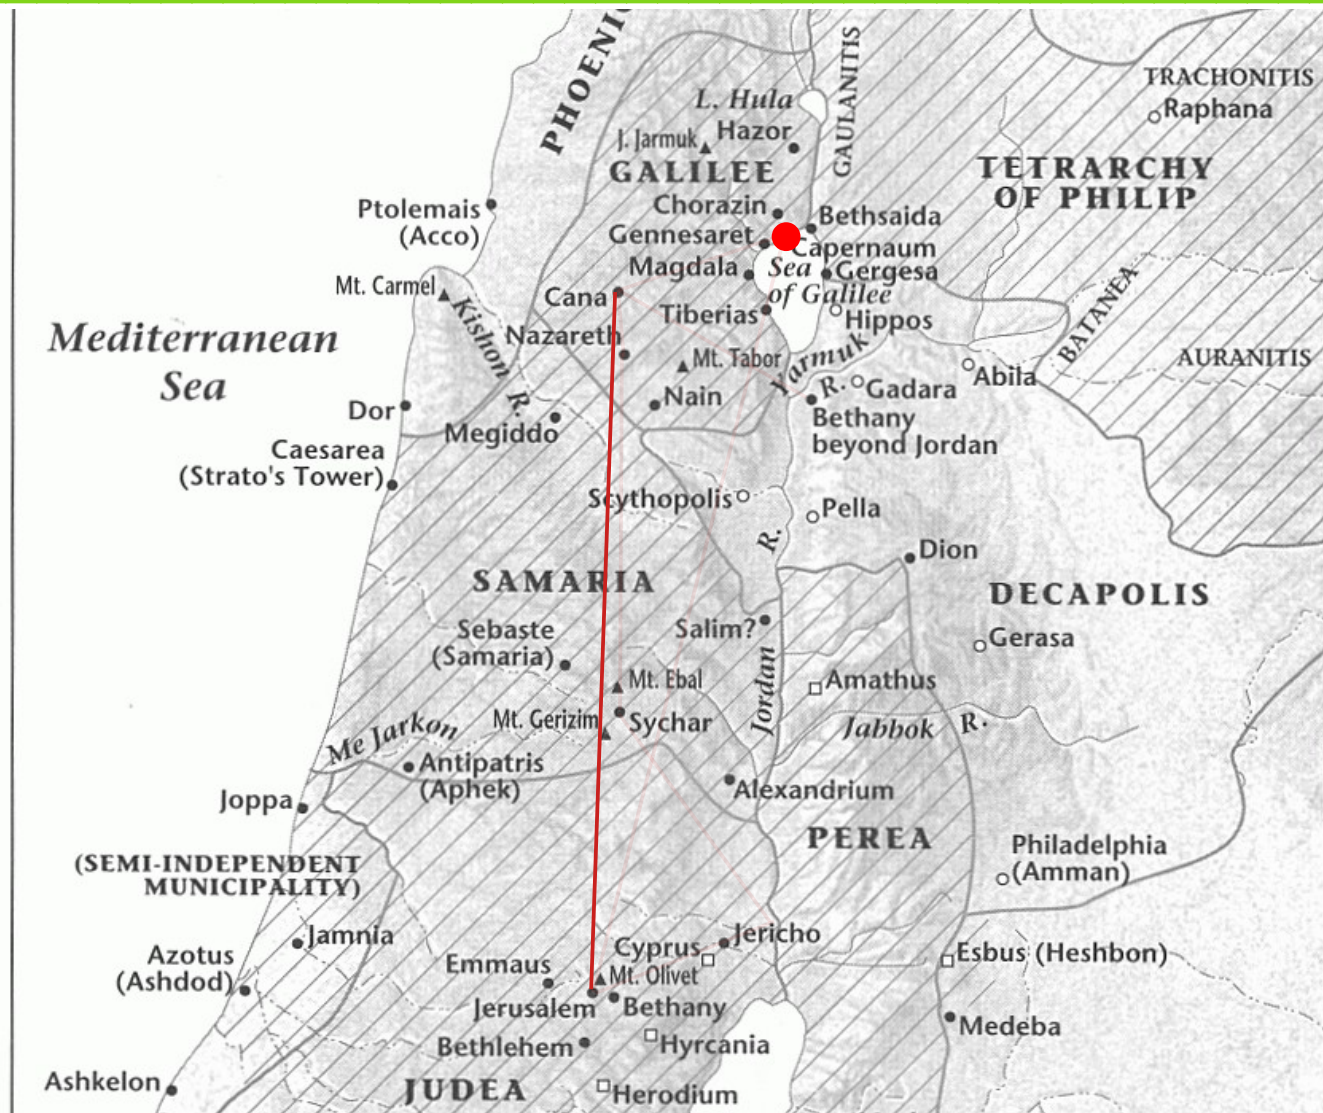 PHOENIC
GAULANITIS
TRACHONITIS
Raphana
L. Hula
J. Jarmuk
Hazor
GALILEE
TETRARCHY
OF PHILIP
Ptolemais
(Acco)
Chorazin
Bethsaida
Gennesaret
Capernaum
Magdala
Sea
of Galilee
Gergesa
Mt. Carmel
Kishon R.
Cana
Tiberias
Hippos
BATANEA
Mediterranean
Sea
Nazareth
Mt. Tabor
Yarmuk R.
AURANITIS
Abila
Gadara
Nain
Dor
Megiddo
Bethany
beyond Jordan
Caesarea
(Strato's Tower)
Scythopolis
Pella
Jordan R.
Dion
SAMARIA
DECAPOLIS
Sebaste
(Samaria)
Salim?
Gerasa
Mt. Ebal
Amathus
Mt. Gerizim
Sychar
Jabbok R.
Me Jarkon
Antipatris
(Aphek)
Alexandrium
Joppa
PEREA
(SEMI-INDEPENDENT
MUNICIPALITY)
Philadelphia
(Amman)
Jamnia
Jericho
Cyprus
Azotus
(Ashdod)
Emmaus
Mt. Olivet
Esbus (Heshbon)
Jerusalem
Bethany
Medeba
Bethlehem
Hyrcania
Ashkelon
JUDEA
Herodium